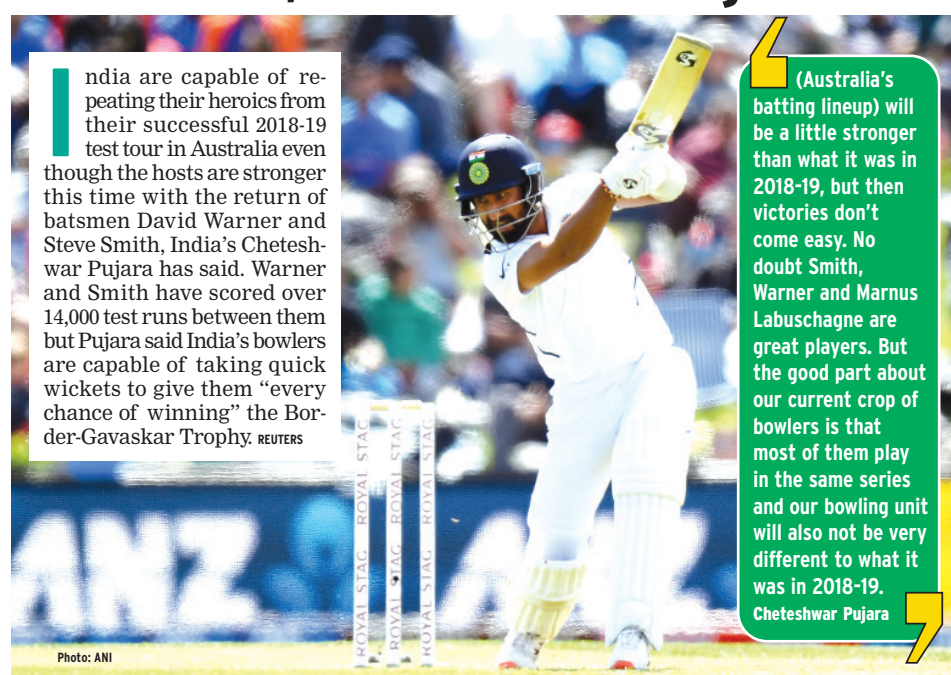 India are capable of re-
peating their heroics from
their successful 2018-19
test tour in Australia even
though the hosts are stronger
this time with the return of
batsmen David Warner and
Steve Smith, India's Chetesh-
war Pujara has said. Warner
and Smith have scored over
14,000 test runs between them
but Pujara said India's bowlers
are capable of taking quick
wickets to give them “every
chance of winning” the Bor-
der-Gavaskar Trophy. REUTERS
(Australia's
batting lineup) will
be a little stronger
than what it was in
2018-19, but then
victories don't
come easy. No
doubt Smith,
Warner and Marnus
Labuschagne are
great players. But
the good part about
our current crop of
bowlers is that
most of them play
in the same series
and our bowling unit
will also not be very
different to what it
was in 2018-19.
Cheteshwar Pujara
ROYAL STAG ROYAL STAG
ROYAL STAG ROYAL STAG
ROYAL STAG ROYAL STAG
ANZ
Photo: ANI